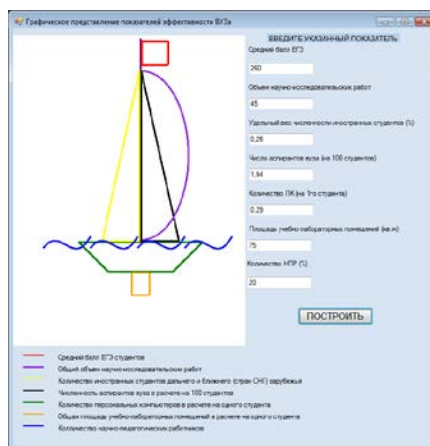 Графическое представление показателей эффективности ВУЗа
ВВЕДИТЕ УКАЗАННЫЙ ПОКАЗАТЕЛЬ
Средний балл ЕГЭ
260
Объем научно-исследовательских работ
45
Удельный вес численности иностранных студентов (%)
0,26
Число аспирантов вуза (на 100 студентов)
1,94
Количество ПК (на 1го студента)
0,29
Площадь учебно-лабораторных помещений (кв.м)
75
Количество НПР (%)
20
ПОСТРОИТЬ
Средний балл ЕГЭ студентов
Общий объем научно-исследовательских работ
Количество иностранных студентов дальнего и ближнего (стран СНГ) зарубежья
Численность аспирантов вуза в расчете на 100 студентов
Количество персональных компьютеров в расчете на одного студента
Общая площадь учебно-лабораторных помещений в расчете на одного студента
Количество научно-педагогических работников